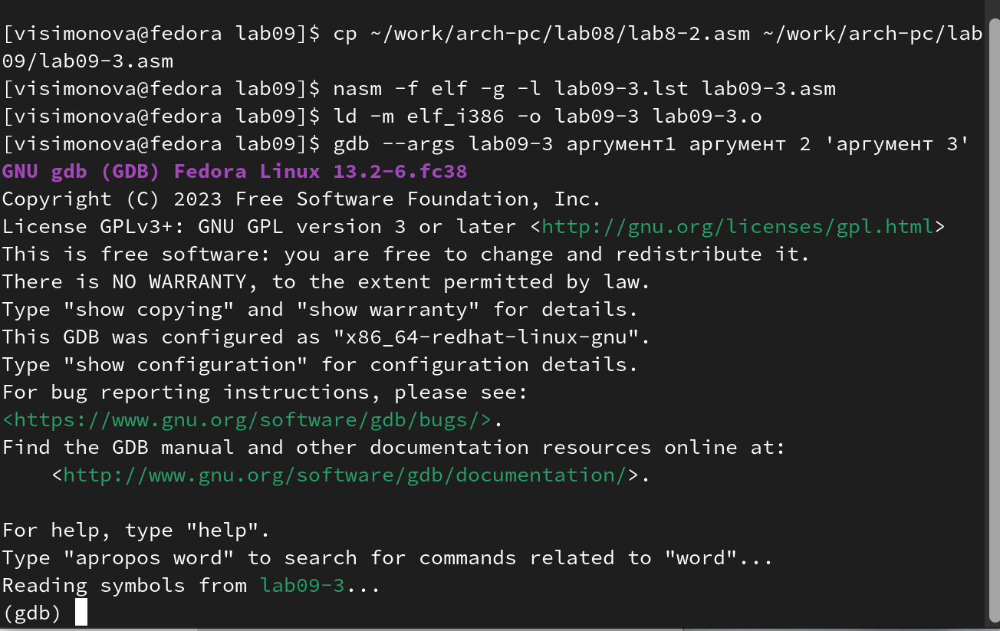 [visimonova@fedora lab09]$ cp ~/work/arch-pc/lab08/lab8-2.asm ~/work/arch-pc/lab
09/lab09-3.asm
[visimonova@fedora lab09]$ nasm -f elf -g -l lab09-3.lst lab09-3.asm
[visimonova@fedora lab09]$ ld -m elf_i386 -o lab09-3 lab09-3.o
[visimonova@fedora lab09]$ gdb --args lab09-3 аргумент1 аргумент 2 'аргумент 3'
GNU gdb (GDB) Fedora Linux 13.2-6.fc38
Copyright (C) 2023 Free Software Foundation, Inc.
License GPLv3+: GNU GPL version 3 or later <http://gnu.org/licenses/gpl.html>
This is free software: you are free to change and redistribute it.
There is NO WARRANTY, to the extent permitted by law.
Type "show copying" and "show warranty" for details.
This GDB was configured as "x86_64-redhat-linux-gnu".
Type "show configuration" for configuration details.
For bug reporting instructions, please see:
<https://www.gnu.org/software/gdb/bugs/>.
Find the GDB manual and other documentation resources online at:
    <http://www.gnu.org/software/gdb/documentation/>.

For help, type "help".
Type "apropos word" to search for commands related to "word"...
Reading symbols from lab09-3...
(gdb)